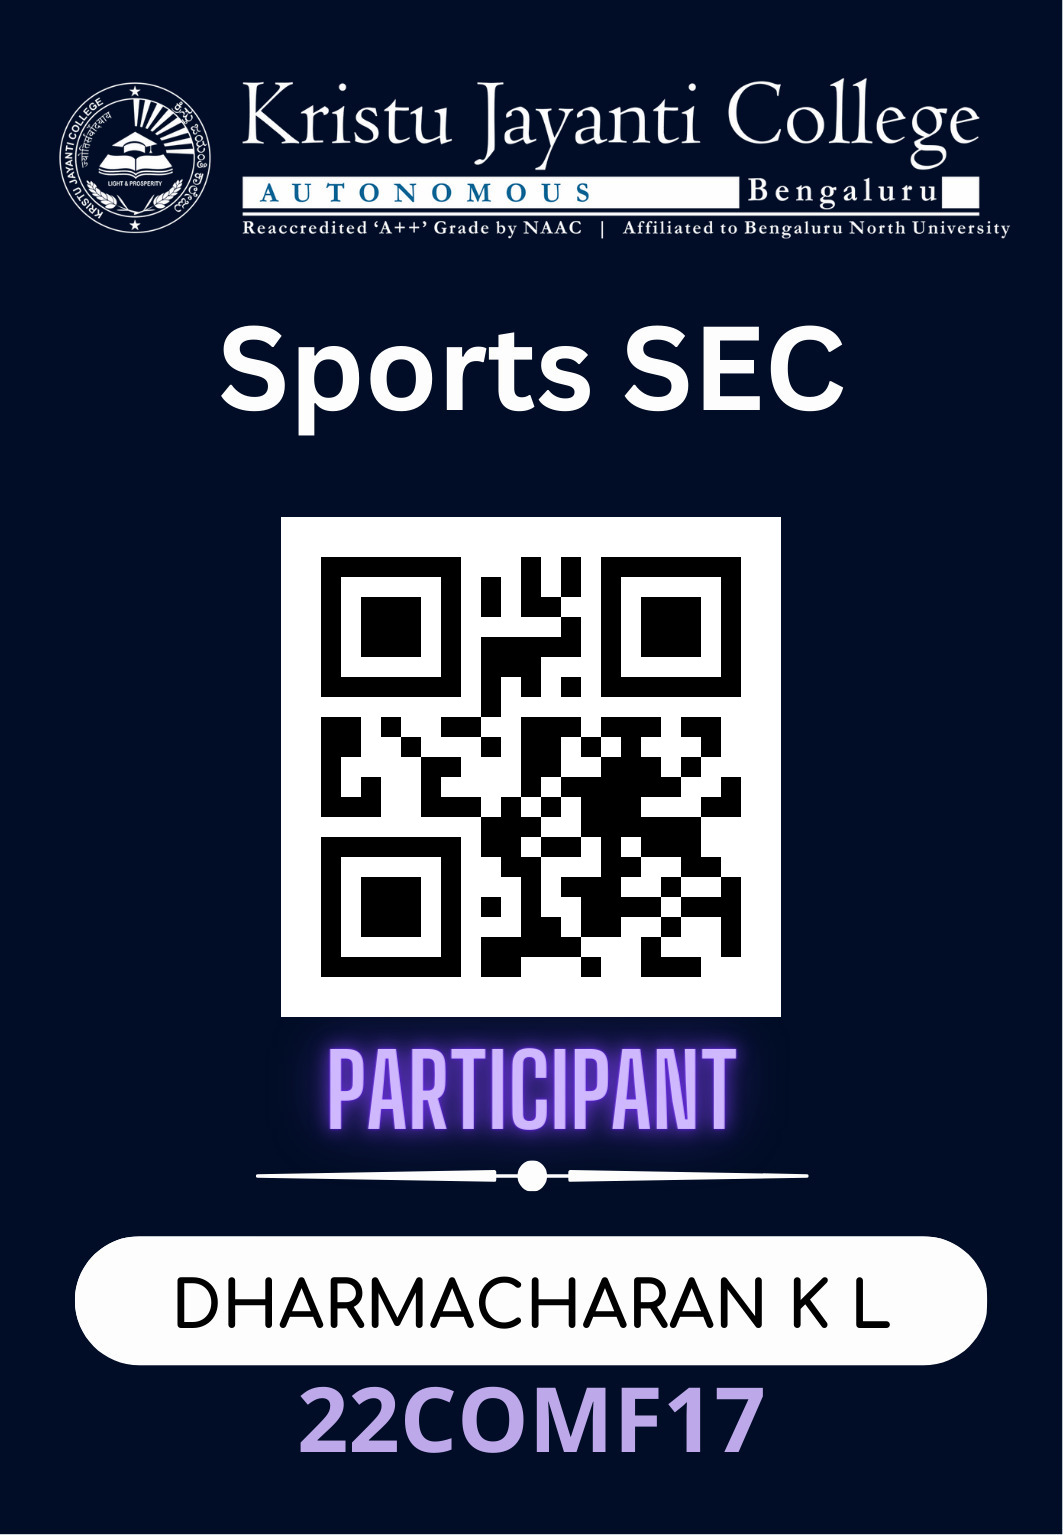 Kristu Jayanti College
AUTONOMOUS Bengaluru
Reaccredited ‘A++’ Grade by NAAC | Affiliated to Bengaluru North University
KRISTU JAYANTI COLLEGE
LIGHT & PROSPERITY
Sports SEC
PARTICIPANT
DHARMACHARAN K L
22COMF17